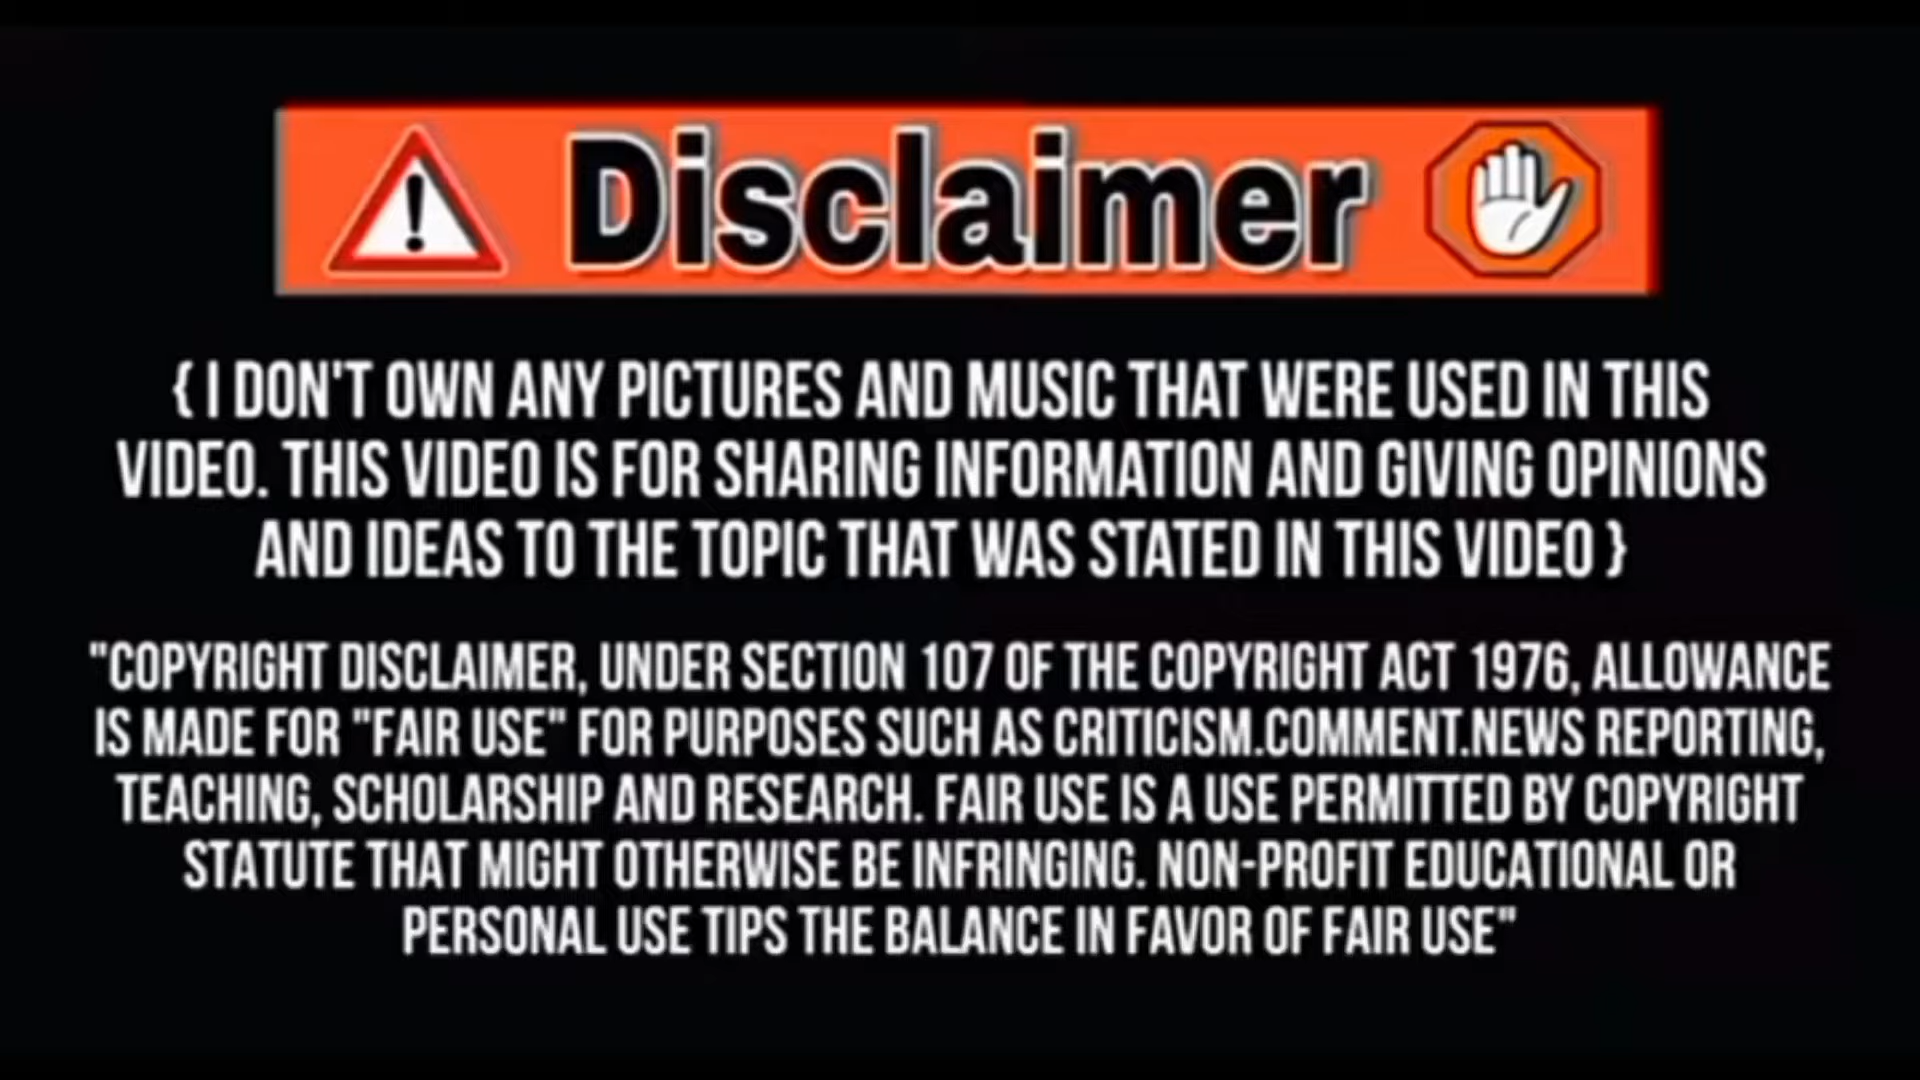 Disclaimer
{ I DON'T OWN ANY PICTURES AND MUSIC THAT WERE USED IN THIS
VIDEO. THIS VIDEO IS FOR SHARING INFORMATION AND GIVING OPINIONS
AND IDEAS TO THE TOPIC THAT WAS STATED IN THIS VIDEO }
"COPYRIGHT DISCLAIMER, UNDER SECTION 107 OF THE COPYRIGHT ACT 1976, ALLOWANCE
IS MADE FOR "FAIR USE" FOR PURPOSES SUCH AS CRITICISM.COMMENT.NEWS REPORTING,
TEACHING, SCHOLARSHIP AND RESEARCH. FAIR USE IS A USE PERMITTED BY COPYRIGHT
STATUTE THAT MIGHT OTHERWISE BE INFRINGING. NON-PROFIT EDUCATIONAL OR
PERSONAL USE TIPS THE BALANCE IN FAVOR OF FAIR USE"